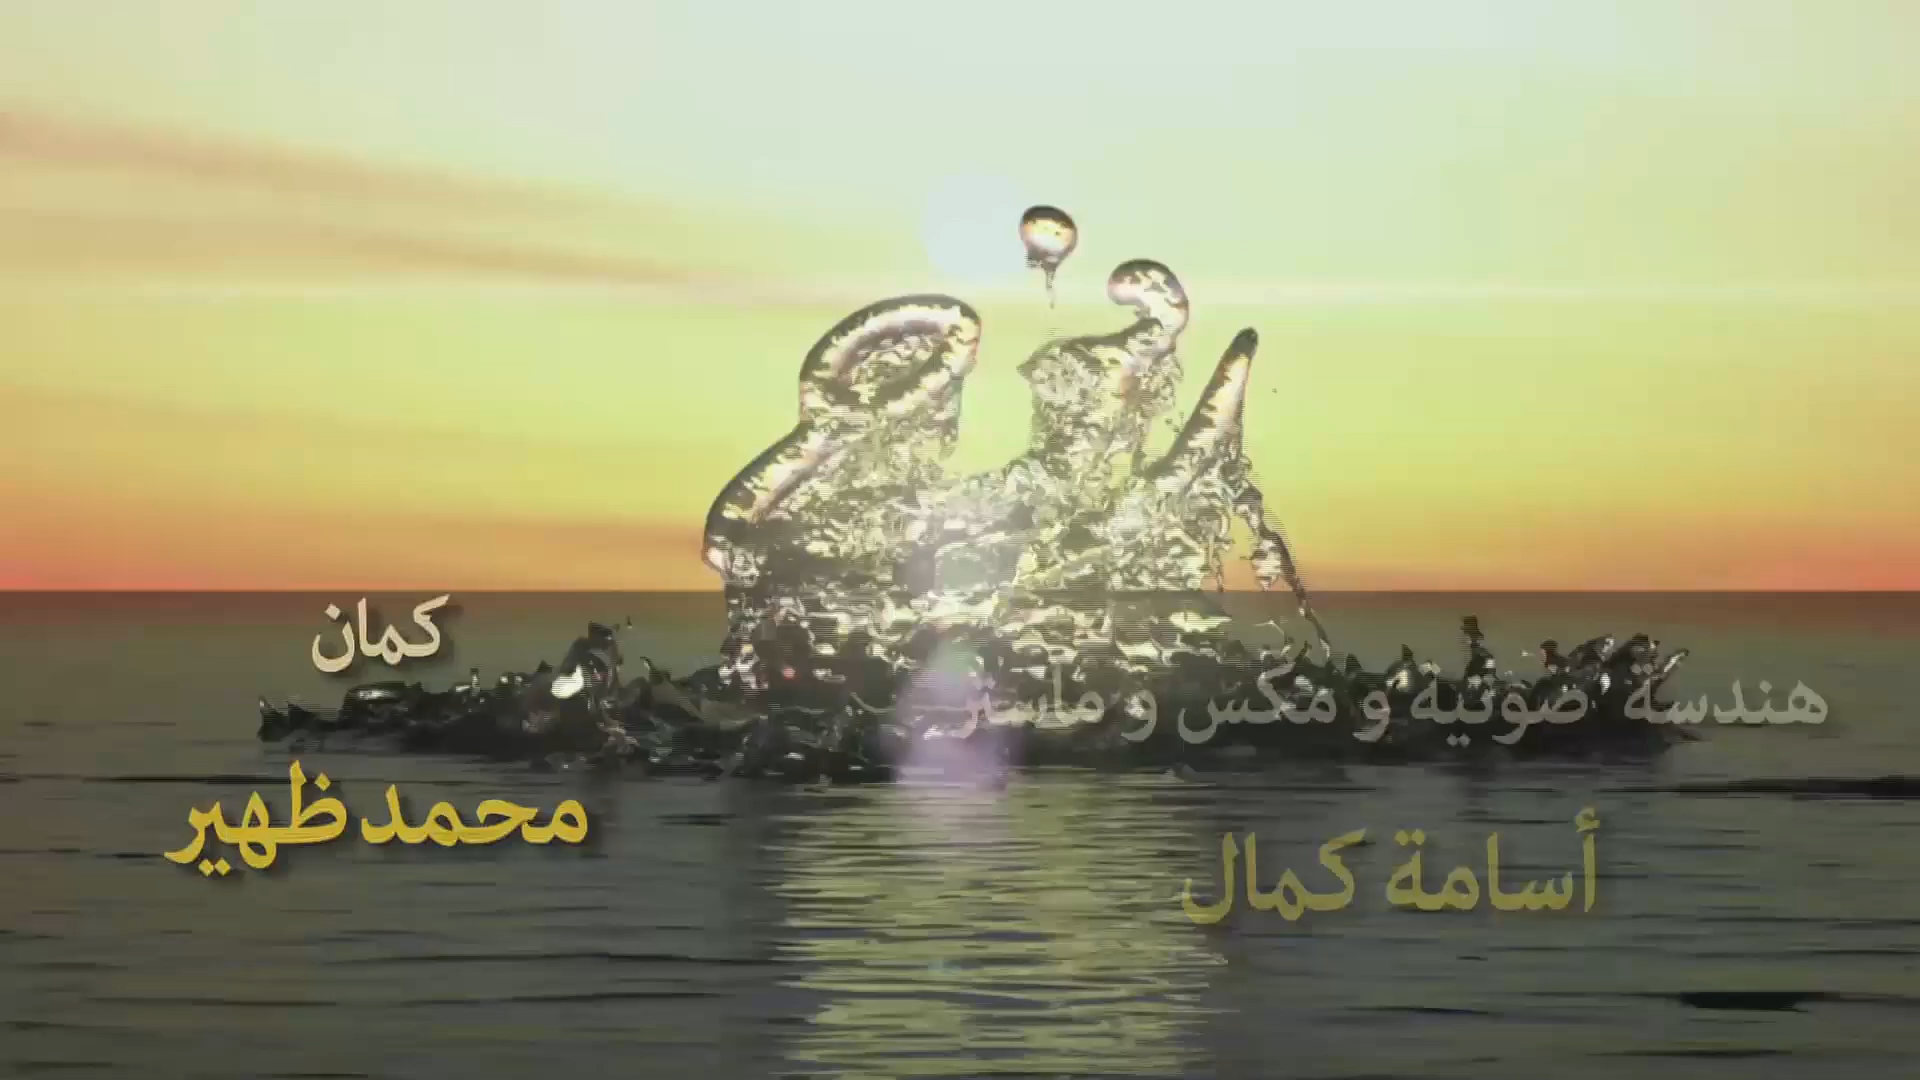 كمان
محمد ظهير
هندسة صوتية و مكس و ماستر
أسامة كمال